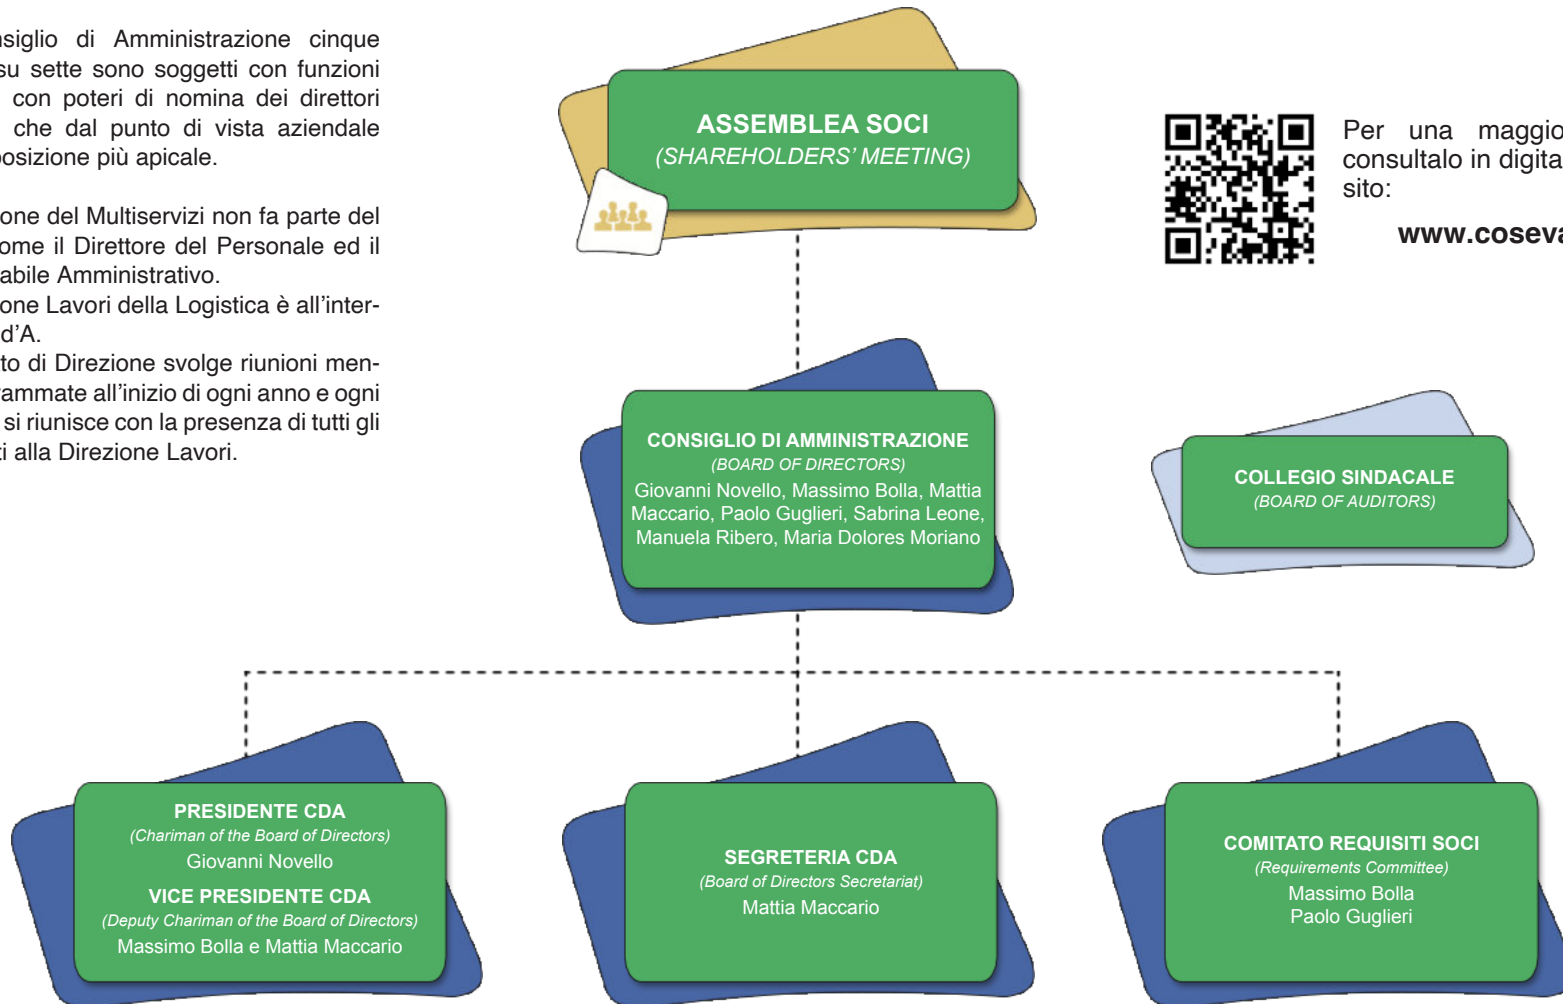 nsiglio di Amministrazione cinque
su sette sono soggetti con funzioni
con poteri di nomina dei direttori
che dal punto di vista aziendale
posizione più apicale.
one del Multiservizi non fa parte del
ome il Direttore del Personale ed il
abile Amministrativo.
one Lavori della Logistica è all'inter-
d'A.
to di Direzione svolge riunioni men-
rammate all'inizio di ogni anno e ogni
si riunisce con la presenza di tutti gli
ti alla Direzione Lavori.
ASSEMBLEA SOCI
(SHAREHOLDERS' MEETING)
Per una maggio
consultalo in digita
sito:
www.coseva
CONSIGLIO DI AMMINISTRAZIONE
(BOARD OF DIRECTORS)
Giovanni Novello, Massimo Bolla, Mattia
Maccario, Paolo Guglieri, Sabrina Leone,
Manuela Ribero, Maria Dolores Moriano
COLLEGIO SINDACALE
(BOARD OF AUDITORS)
PRESIDENTE CDA
(Chariman of the Board of Directors)
Giovanni Novello
VICE PRESIDENTE CDA
(Deputy Chariman of the Board of Directors)
Massimo Bolla e Mattia Maccario
SEGRETERIA CDA
(Board of Directors Secretariat)
Mattia Maccario
COMITATO REQUISITI SOCI
(Requirements Committee)
Massimo Bolla
Paolo Guglieri